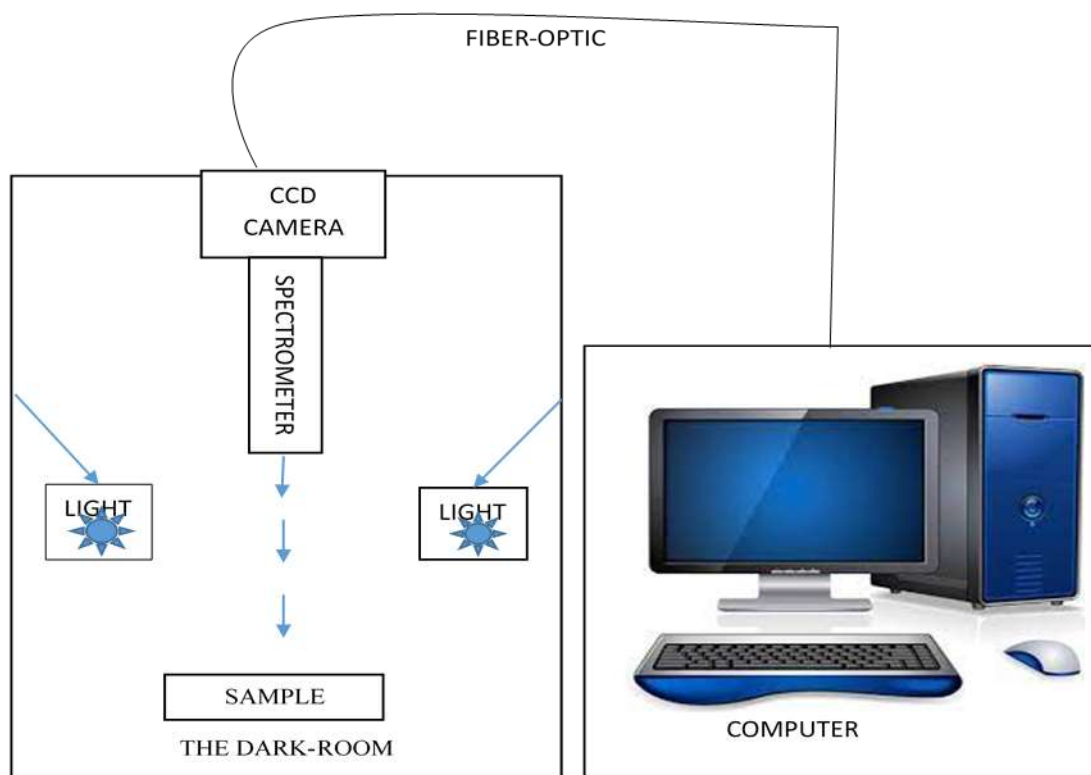 FIBER-OPTIC
CCD
CAMERA
SPECTROMETER
LIGHT
LIGHT
SAMPLE
THE DARK-ROOM
COMPUTER